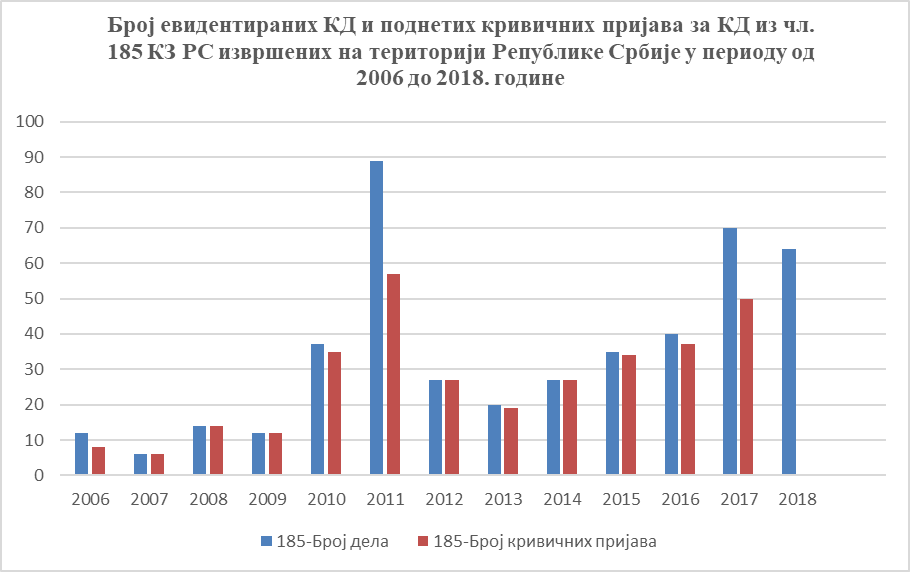 Број евидентираних КД и поднетих кривичних пријава за КД из чл.
185 КЗ РС извршених на територији Републике Србије у периоду од
2006 до 2018. године
100
90
80
70
60
50
40
30
20
10
0
2006 2007 2008 2009 2010 2011 2012 2013 2014 2015 2016 2017 2018
185-Број дела 185-Број кривичних пријава